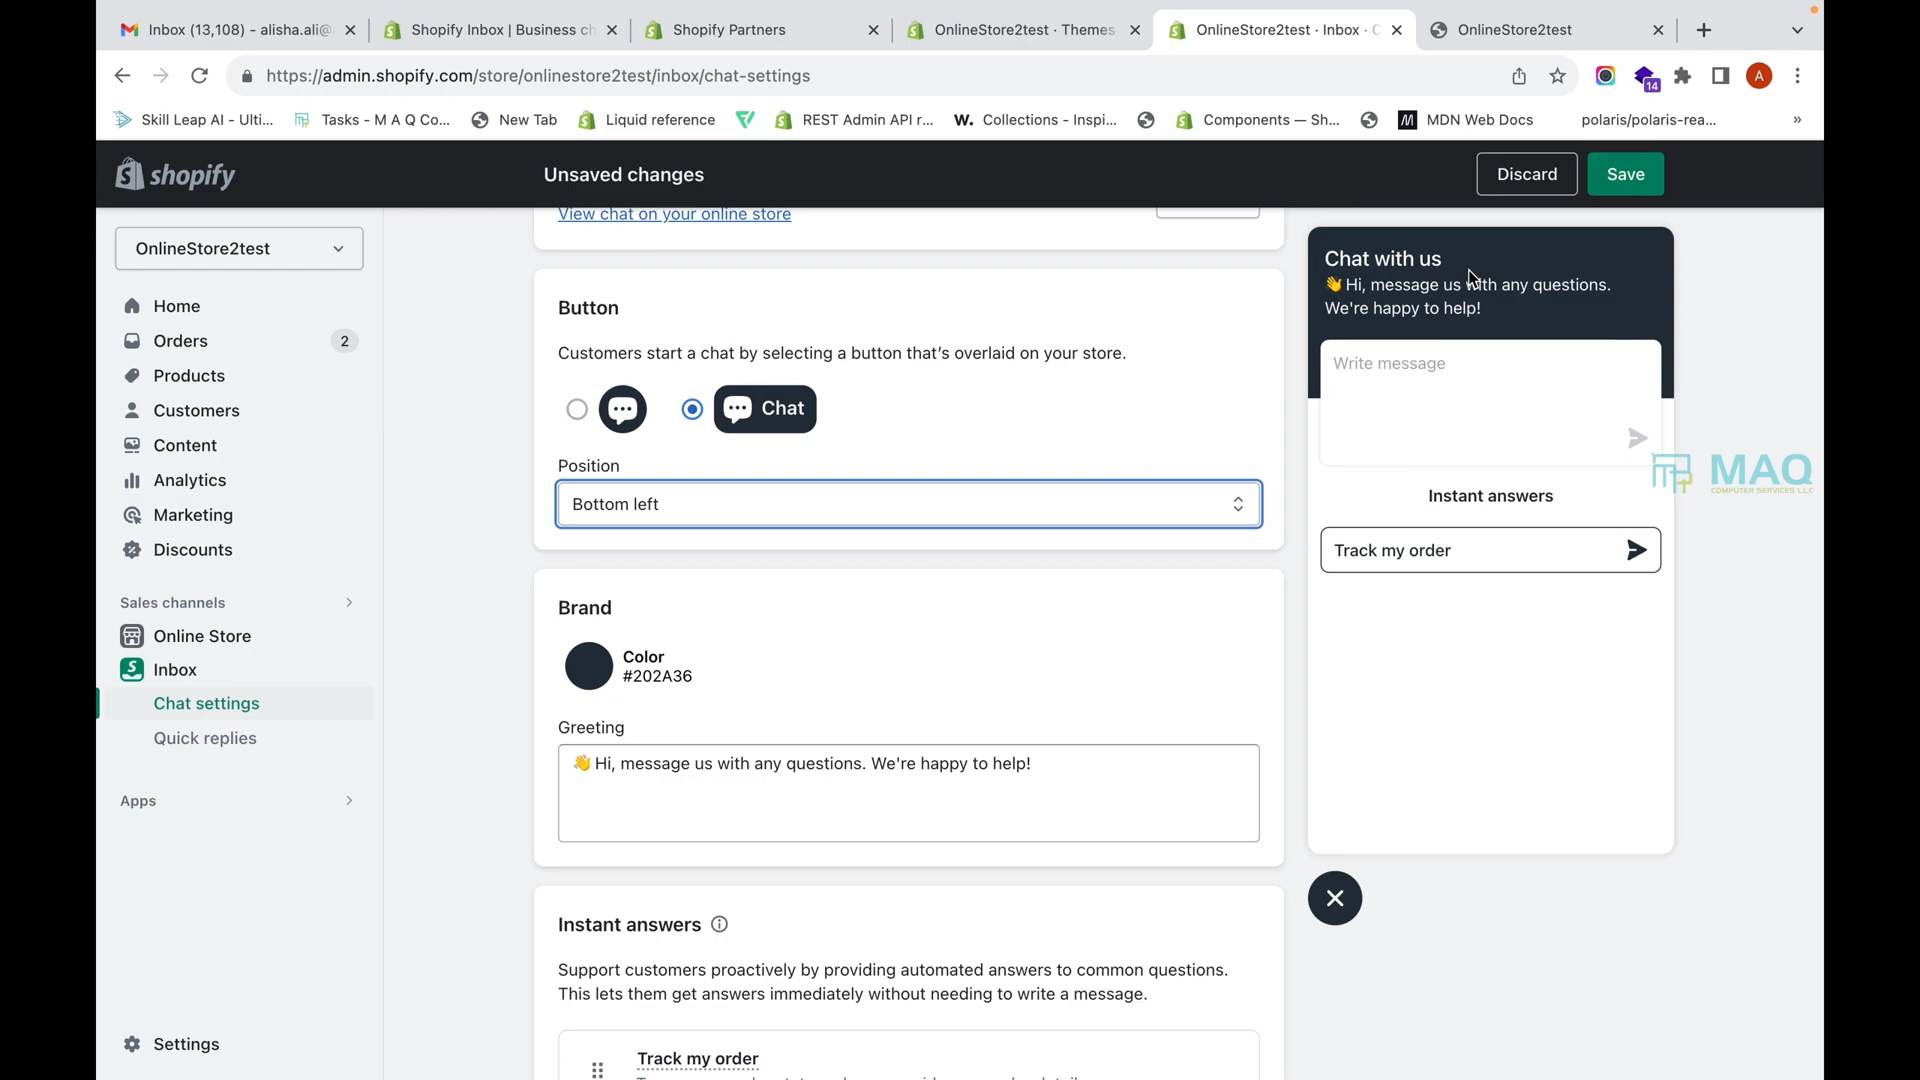 Inbox (13,108) - alisha.ali@
Shopify Inbox | Business ch
Shopify Partners
OnlineStore2test · Themes
OnlineStore2test · Inbox · C
OnlineStore2test
https://admin.shopify.com/store/onlinestore2test/inbox/chat-settings
14
A
Skill Leap AI - Ulti...
Tasks - M A Q Co...
New Tab
Liquid reference
REST Admin API r...
W. Collections - Inspi...
Components — Sh...
MDN Web Docs
polaris/polaris-rea...
»
shopify
Unsaved changes
Discard
Save
OnlineStore2test
Home
Orders
2
Products
Customers
Content
Analytics
Marketing
Discounts
Sales channels
Online Store
Inbox
Chat settings
Quick replies
Apps
Settings
View chat on your online store
Button
Customers start a chat by selecting a button that’s overlaid on your store.
Chat
Position
Bottom left
Brand
Color
#202A36
Greeting
👋 Hi, message us with any questions. We're happy to help!
Instant answers
Support customers proactively by providing automated answers to common questions.
This lets them get answers immediately without needing to write a message.
Track my order
Chat with us
👋 Hi, message us with any questions.
We're happy to help!
Write message
Instant answers
Track my order
MAQ
COMPUTER SERVICES LLC